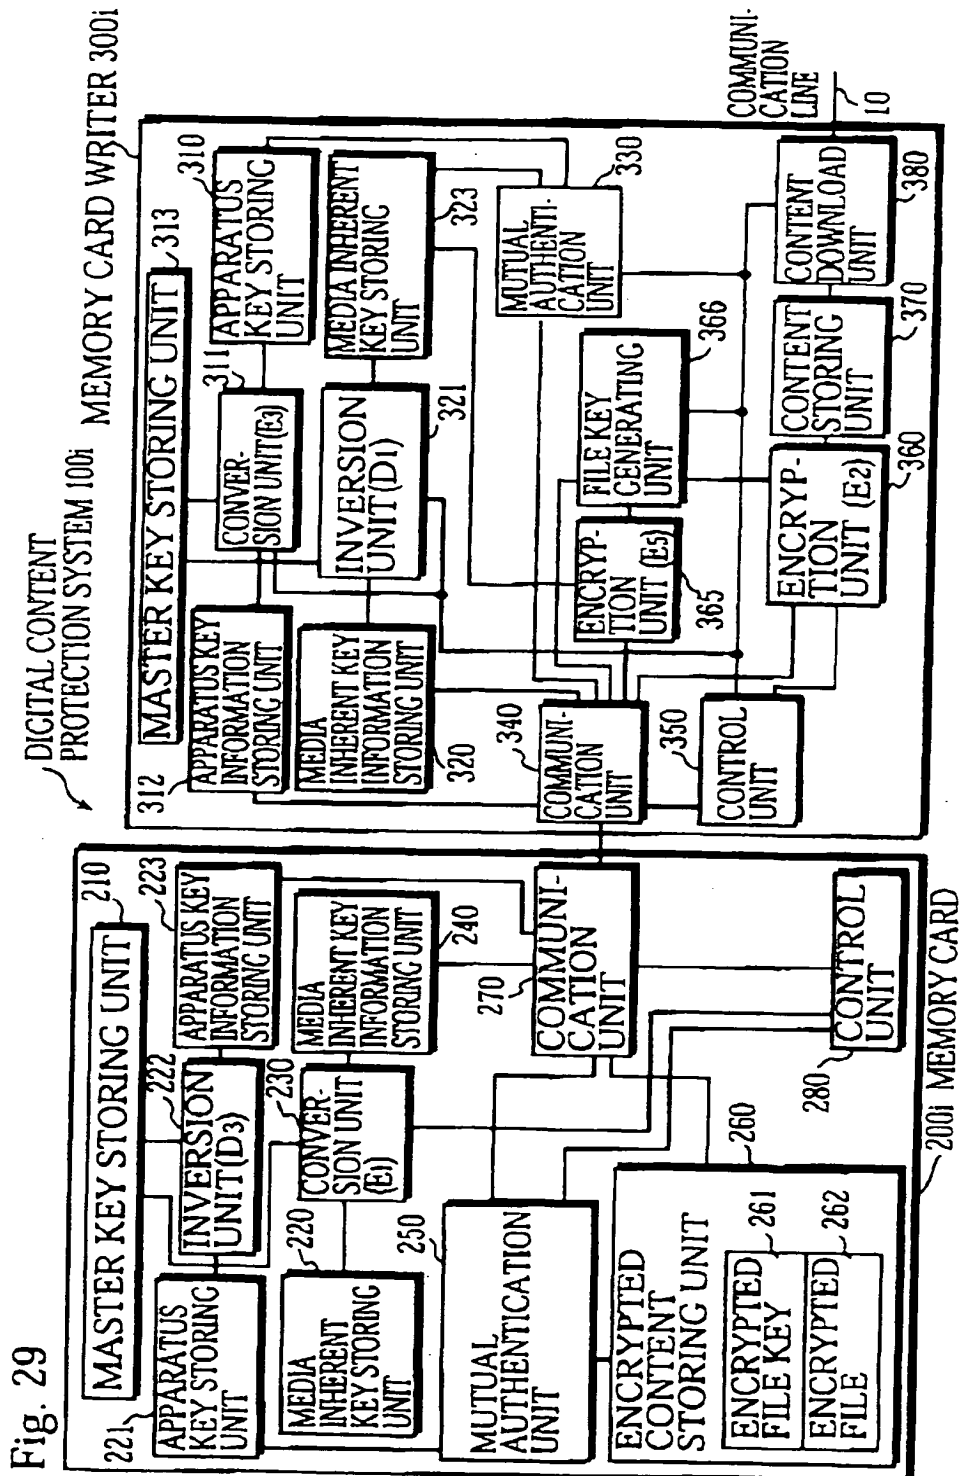 Fig. 29
DIGITAL CONTENT
PROTECTION SYSTEM 100i
MASTER KEY STORING UNIT
210
APPARATUS
KEY STORING
UNIT
221
INVERSION
UNIT(D3)
222
APPARATUS KEY
INFORMATION
STORING UNIT
223
MEDIA
INHERENT
KEY STORING
UNIT
220
CONVER-
SION UNIT
(E1)
230
MEDIA
INHERENT KEY
INFORMATION
STORING UNIT
240
MUTUAL
AUTHENTICATION
UNIT
250
COMMUNI-
CATION
UNIT
270
ENCRYPTED
CONTENT
STORING UNIT
260
ENCRYPTED
FILE KEY
261
ENCRYPTED
FILE
262
CONTROL
UNIT
280
200i MEMORY CARD
MEMORY CARD WRITER 300i
MASTER KEY STORING UNIT
313
APPARATUS KEY
INFORMATION
STORING UNIT
312
CONVER-
SION UNIT(E3)
311
APPARATUS
KEY STORING
UNIT
310
MEDIA
INHERENT KEY
INFORMATION
STORING UNIT
320
INVERSION
UNIT(D1)
321
MEDIA INHERENT
KEY STORING
UNIT
323
MUTUAL
AUTHENTI-
CATION
UNIT
330
COMMUNI-
CATION
UNIT
340
ENCRYP-
TION
UNIT (E5)
365
FILE KEY
GENERATING
UNIT
366
CONTROL
UNIT
350
ENCRYP-
TION
UNIT (E2)
360
CONTENT
STORING
UNIT
370
CONTENT
DOWNLOAD
UNIT
380
COMMUNI-
CATION
LINE
10